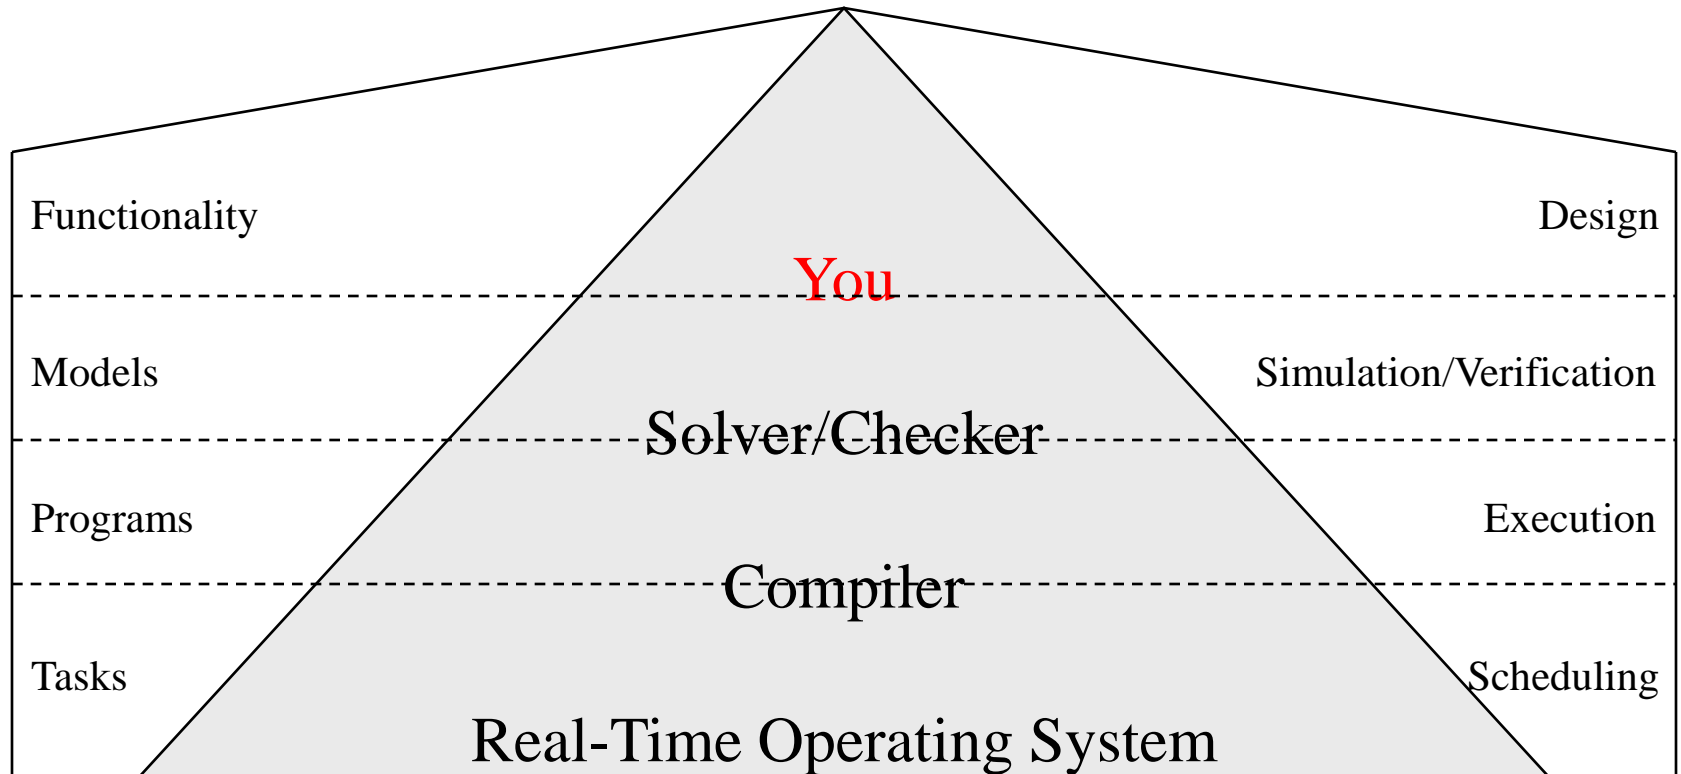 Functionality
Design
You
Models
Simulation/Verification
Solver/Checker
Programs
Execution
Compiler
Tasks
Scheduling
Real-Time Operating System